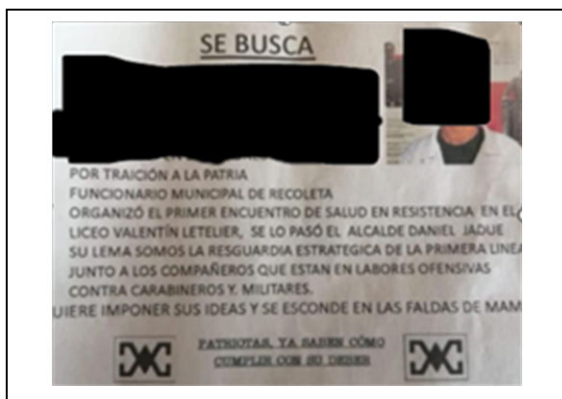 SE BUSCA
POR TRAICIÓN A LA PATRIA
FUNCIONARIO MUNICIPAL DE RECOLETA
ORGANIZÓ EL PRIMER ENCUENTRO DE SALUD EN RESISTENCIA EN EL
LICEO VALENTÍN LETELIER, SE LO PASÓ EL ALCALDE DANIEL JADUE
SU LEMA SOMOS LA RESGUARDIA ESTRATEGICA DE LA PRIMERA LINEA
JUNTO A LOS COMPAÑEROS QUE ESTAN EN LABORES OFENSIVAS
CONTRA CARABINEROS Y. MILITARES.
UIERE IMPONER SUS IDEAS Y SE ESCONDE EN LAS FALDAS DE MAM
PATRIOTAS, YA SABEN CÓMO
CUMPLIR CON SU DEBER